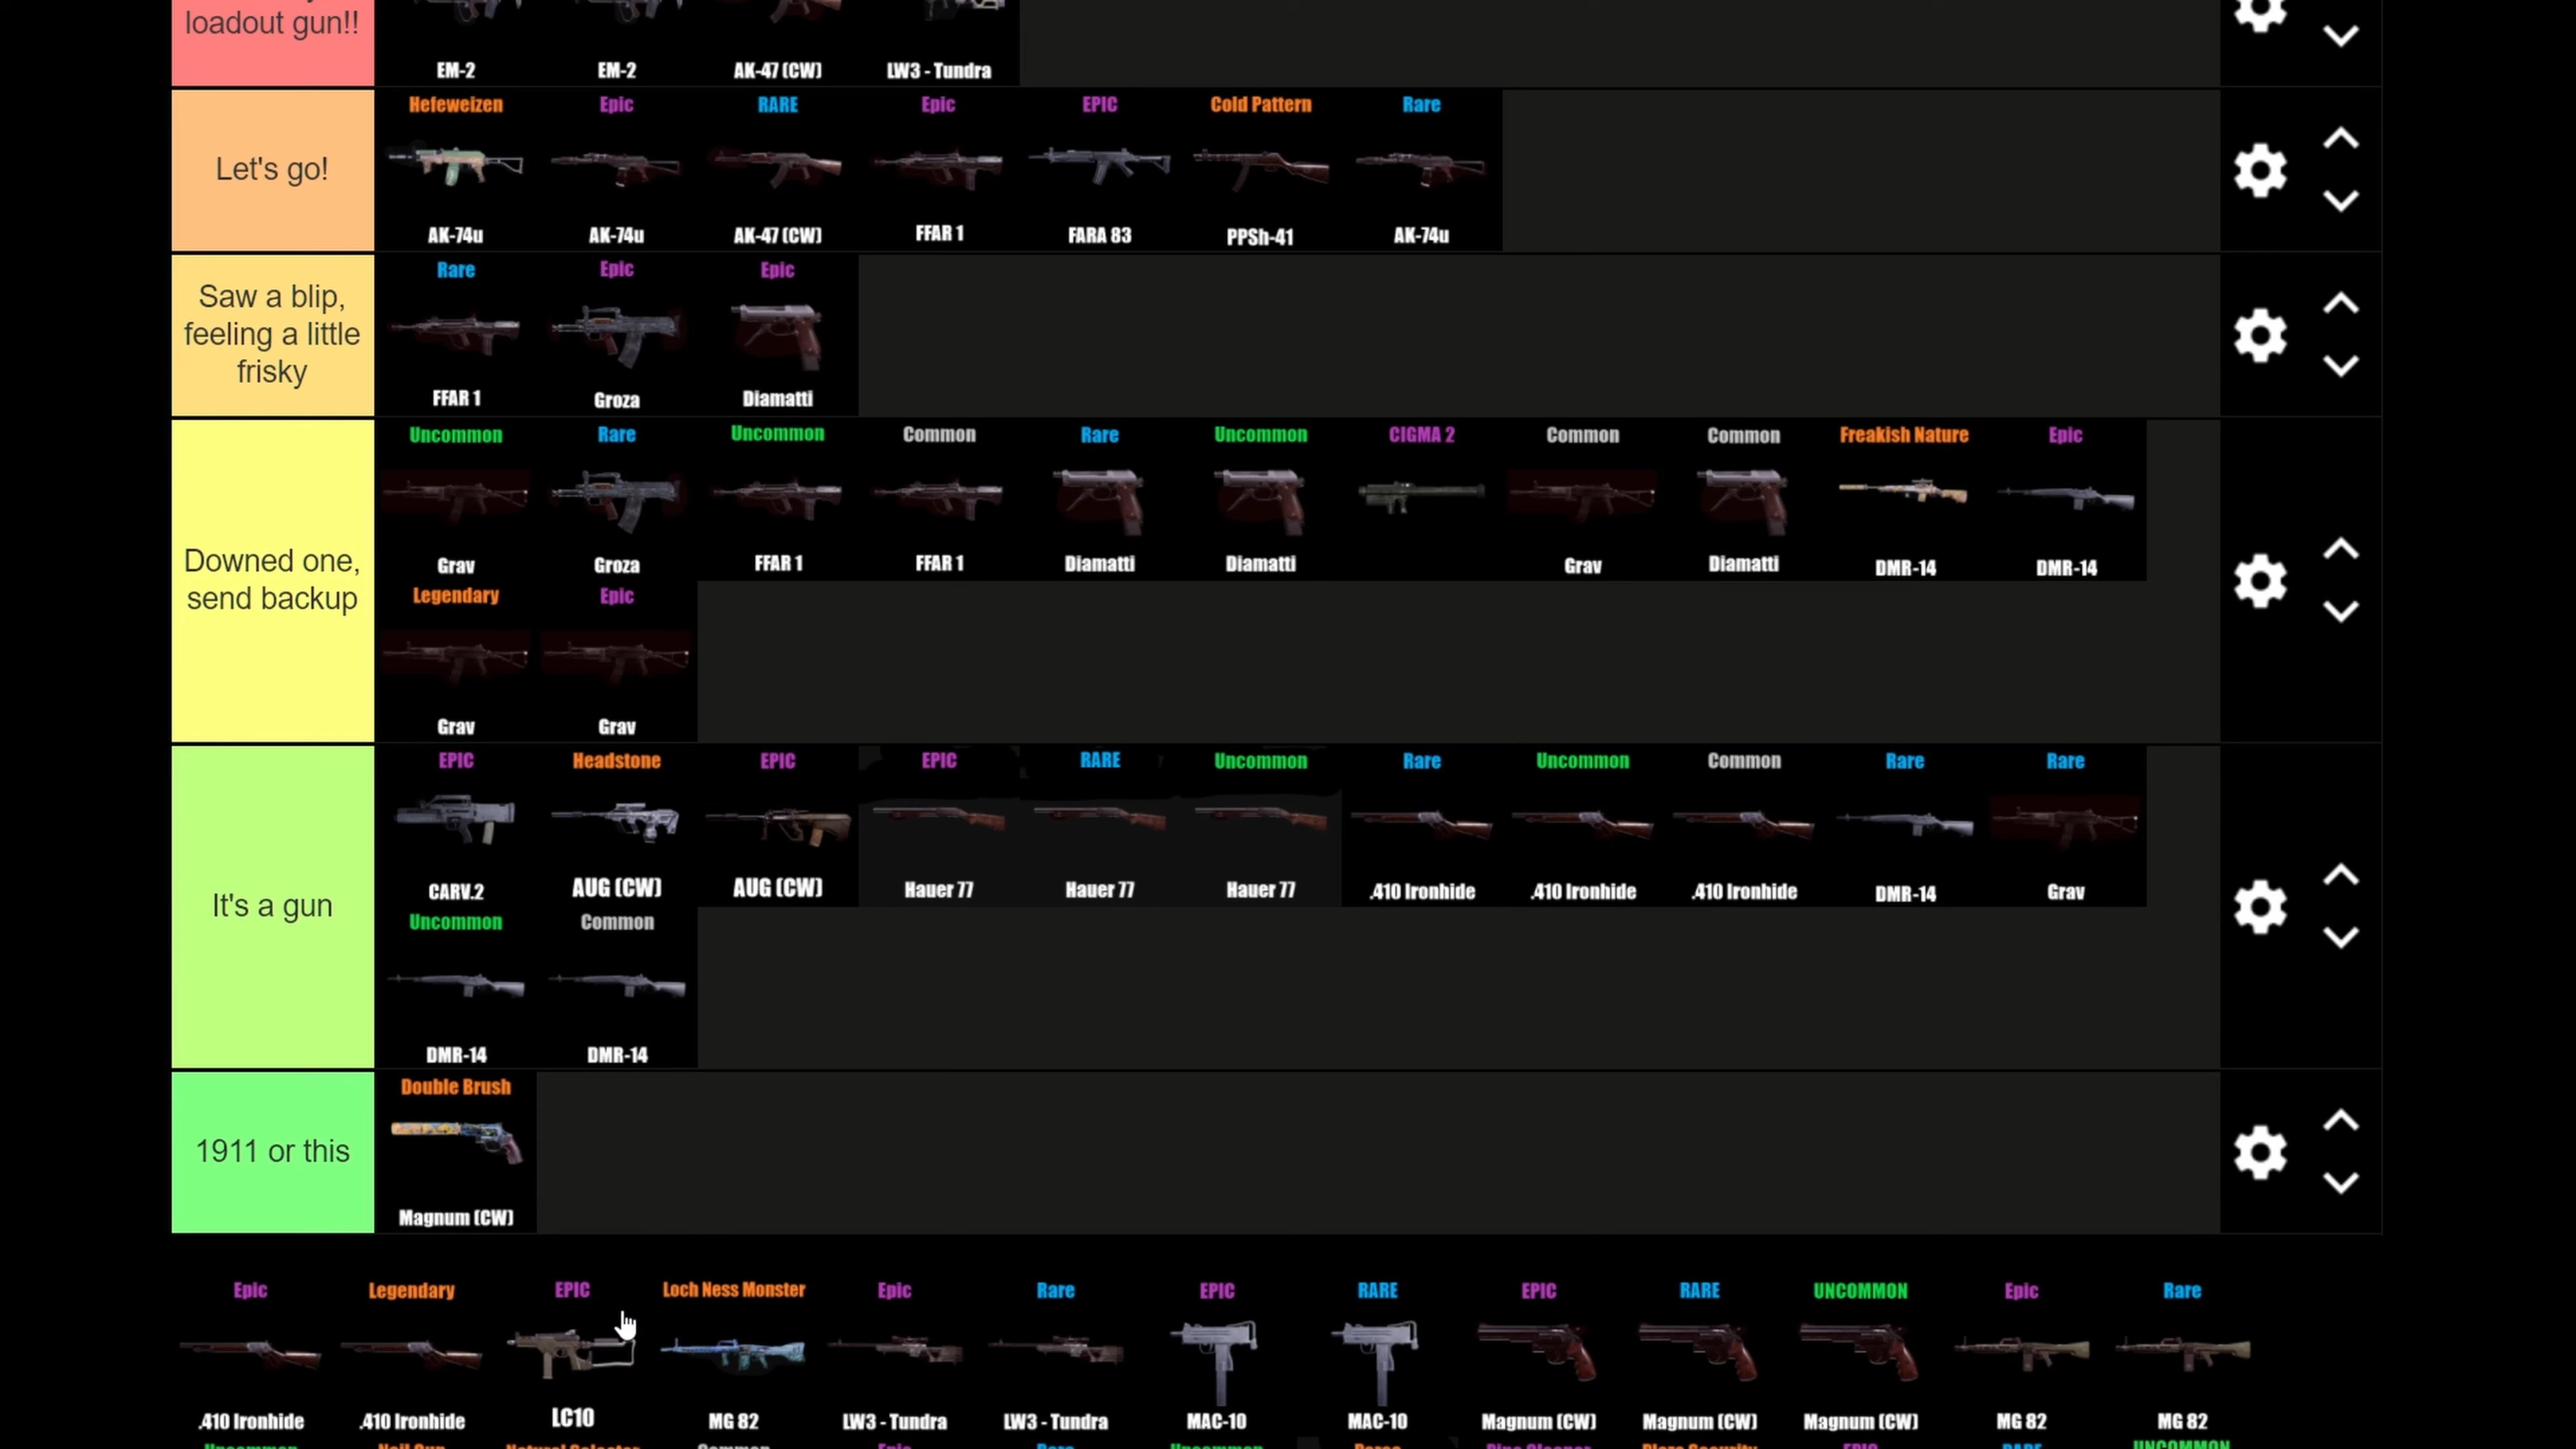 loadout gun!!
EM-2 EM-2 AK-47 (CW) LW3 - Tundra
Hefeweizen Epic RARE Epic EPIC Cold Pattern Rare
Let's go!
AK-74u AK-74u AK-47 (CW) FFAR 1 FARA 83 PPSh-41 AK-74u
Rare Epic Epic
Saw a blip,
feeling a little
frisky
FFAR 1 Groza Diamatti
Uncommon Rare Uncommon Common Rare Uncommon CIGMA 2 Common Common Freakish Nature Epic
Grav Groza FFAR 1 FFAR 1 Diamatti Diamatti Grav Diamatti DMR-14 DMR-14
Downed one,
send backup
Legendary Epic
Grav Grav
EPIC Headstone EPIC EPIC RARE Uncommon Rare Uncommon Common Rare Rare
CARV.2 AUG (CW) AUG (CW) Hauer 77 Hauer 77 Hauer 77 .410 Ironhide .410 Ironhide .410 Ironhide DMR-14 Grav
It's a gun
Uncommon Common
DMR-14 DMR-14
Double Brush
1911 or this
Magnum (CW)
Epic Legendary EPIC Loch Ness Monster Epic Rare EPIC RARE EPIC RARE UNCOMMON Epic Rare
.410 Ironhide .410 Ironhide LC10 MG 82 LW3 - Tundra LW3 - Tundra MAC-10 MAC-10 Magnum (CW) Magnum (CW) Magnum (CW) MG 82 MG 82